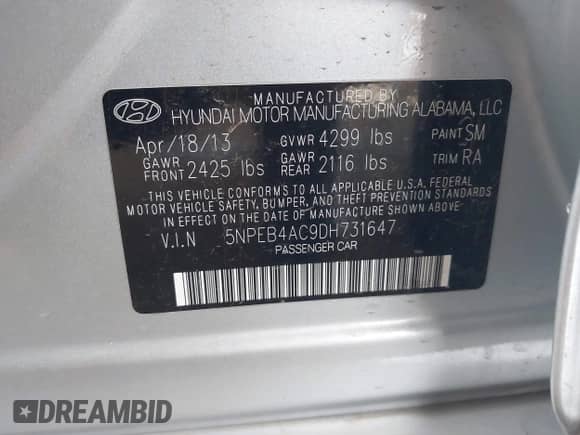 MANUFACTURED BY
HYUNDAI MOTOR MANUFACTURING ALABAMA, LLC
Apr/18/13 GVWR 4299 lbs PAINT SM
GAWR FRONT 2425 lbs GAWR REAR 2116 lbs TRIM RA
THIS VEHICLE CONFORMS TO ALL APPLICABLE U.S.A. FEDERAL
MOTOR VEHICLE SAFETY, BUMPER, AND THEFT PREVENTION STANDARDS
IN EFFECT ON THE DATE OF MANUFACTURE SHOWN ABOVE.
V.I.N 5NPEB4AC9DH731647
PASSENGER CAR
DREAMBID